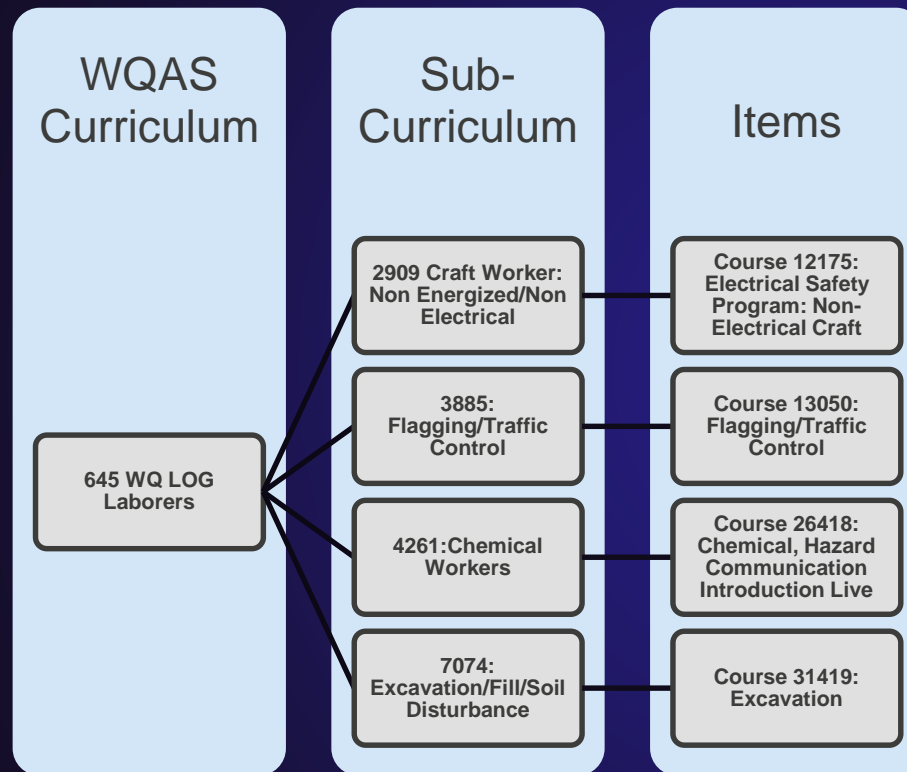 WQAS
Curriculum
Sub-
Curriculum
Items
645 WQ LOG
Laborers
2909 Craft Worker:
Non Energized/Non
Electrical
Course 12175:
Electrical Safety
Program: Non-
Electrical Craft
3885:
Flagging/Traffic
Control
Course 13050:
Flagging/Traffic
Control
4261:Chemical
Workers
Course 26418:
Chemical, Hazard
Communication
Introduction Live
7074:
Excavation/Fill/Soil
Disturbance
Course 31419:
Excavation